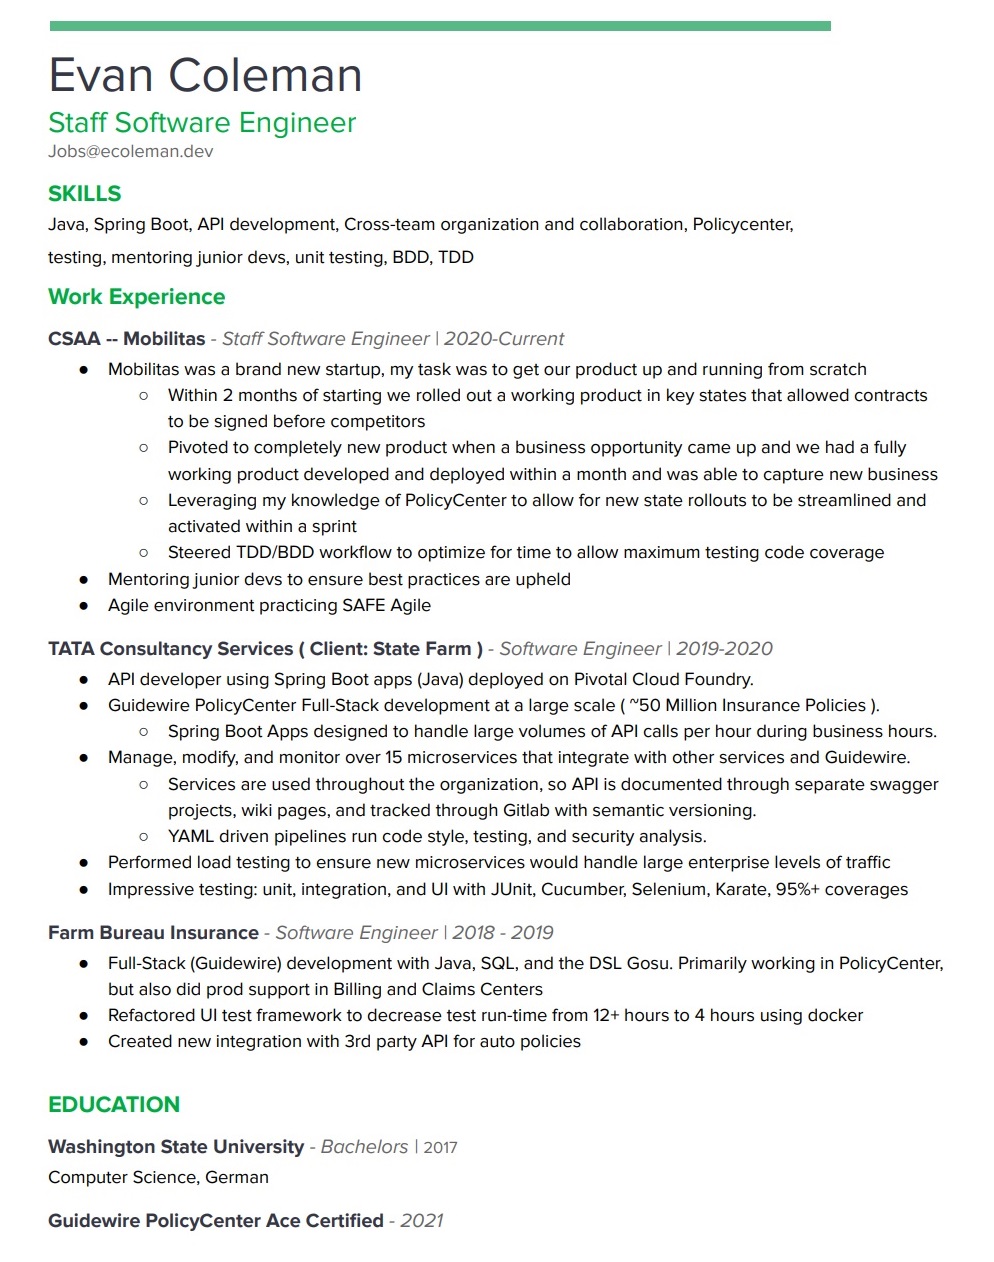 Evan Coleman
Staff Software Engineer
Jobs@ecoleman.dev
SKILLS
Java, Spring Boot, API development, Cross-team organization and collaboration, Policycenter,
testing, mentoring junior devs, unit testing, BDD, TDD
Work Experience
CSAA -- Mobilitas - Staff Software Engineer | 2020-Current
● Mobilitas was a brand new startup, my task was to get our product up and running from scratch
○ Within 2 months of starting we rolled out a working product in key states that allowed contracts
to be signed before competitors
○ Pivoted to completely new product when a business opportunity came up and we had a fully
working product developed and deployed within a month and was able to capture new business
○ Leveraging my knowledge of PolicyCenter to allow for new state rollouts to be streamlined and
activated within a sprint
○ Steered TDD/BDD workflow to optimize for time to allow maximum testing code coverage
● Mentoring junior devs to ensure best practices are upheld
● Agile environment practicing SAFE Agile
TATA Consultancy Services ( Client: State Farm ) - Software Engineer | 2019-2020
● API developer using Spring Boot apps (Java) deployed on Pivotal Cloud Foundry.
● Guidewire PolicyCenter Full-Stack development at a large scale ( ~50 Million Insurance Policies ).
○ Spring Boot Apps designed to handle large volumes of API calls per hour during business hours.
● Manage, modify, and monitor over 15 microservices that integrate with other services and Guidewire.
○ Services are used throughout the organization, so API is documented through separate swagger
projects, wiki pages, and tracked through Gitlab with semantic versioning.
○ YAML driven pipelines run code style, testing, and security analysis.
● Performed load testing to ensure new microservices would handle large enterprise levels of traffic
● Impressive testing: unit, integration, and UI with JUnit, Cucumber, Selenium, Karate, 95%+ coverages
Farm Bureau Insurance - Software Engineer | 2018 - 2019
● Full-Stack (Guidewire) development with Java, SQL, and the DSL Gosu. Primarily working in PolicyCenter,
but also did prod support in Billing and Claims Centers
● Refactored UI test framework to decrease test run-time from 12+ hours to 4 hours using docker
● Created new integration with 3rd party API for auto policies
EDUCATION
Washington State University - Bachelors | 2017
Computer Science, German
Guidewire PolicyCenter Ace Certified - 2021